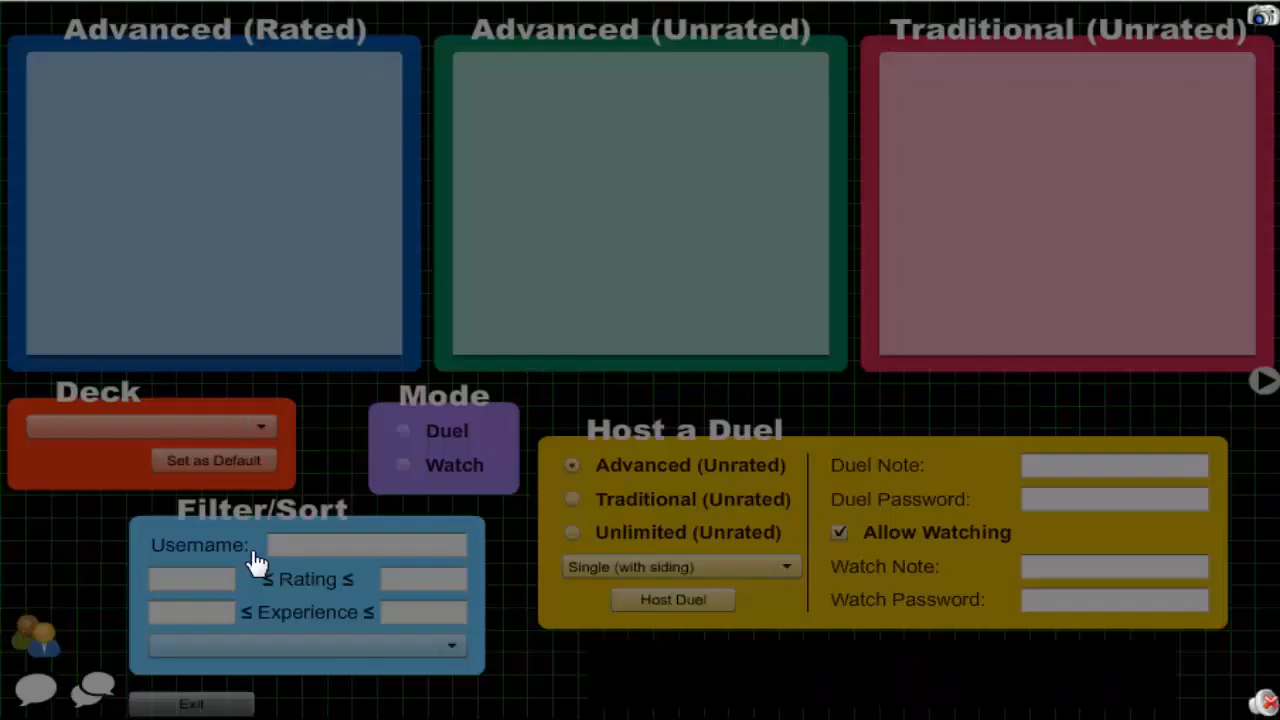 Advanced (Rated)
Advanced (Unrated)
Traditional (Unrated)
Deck
Set as Default
Mode
Duel
Watch
Filter/Sort
Username:
≤ Rating ≤
≤ Experience ≤
Exit
Host a Duel
Advanced (Unrated)
Traditional (Unrated)
Unlimited (Unrated)
Single (with siding)
Host Duel
Duel Note:
Duel Password:
Allow Watching
Watch Note:
Watch Password: